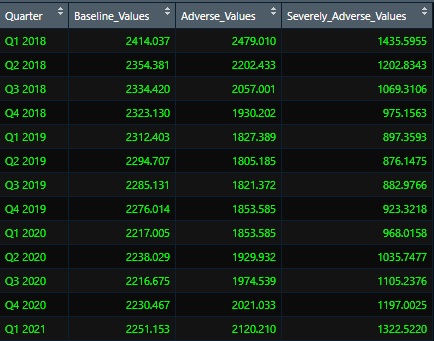 Quarter Baseline_Values Adverse_Values Severely_Adverse_Values
Q1 2018 2414.037 2479.010 1435.5955
Q2 2018 2354.381 2202.433 1202.8343
Q3 2018 2334.420 2057.001 1069.3106
Q4 2018 2323.130 1930.202 975.1563
Q1 2019 2312.403 1827.389 897.3593
Q2 2019 2294.707 1805.185 876.1475
Q3 2019 2285.131 1821.372 882.9766
Q4 2019 2276.014 1853.585 923.3218
Q1 2020 2217.005 1853.585 968.0158
Q2 2020 2238.029 1929.932 1035.7477
Q3 2020 2216.675 1974.539 1105.2376
Q4 2020 2230.467 2021.033 1197.0025
Q1 2021 2251.153 2120.210 1322.5220